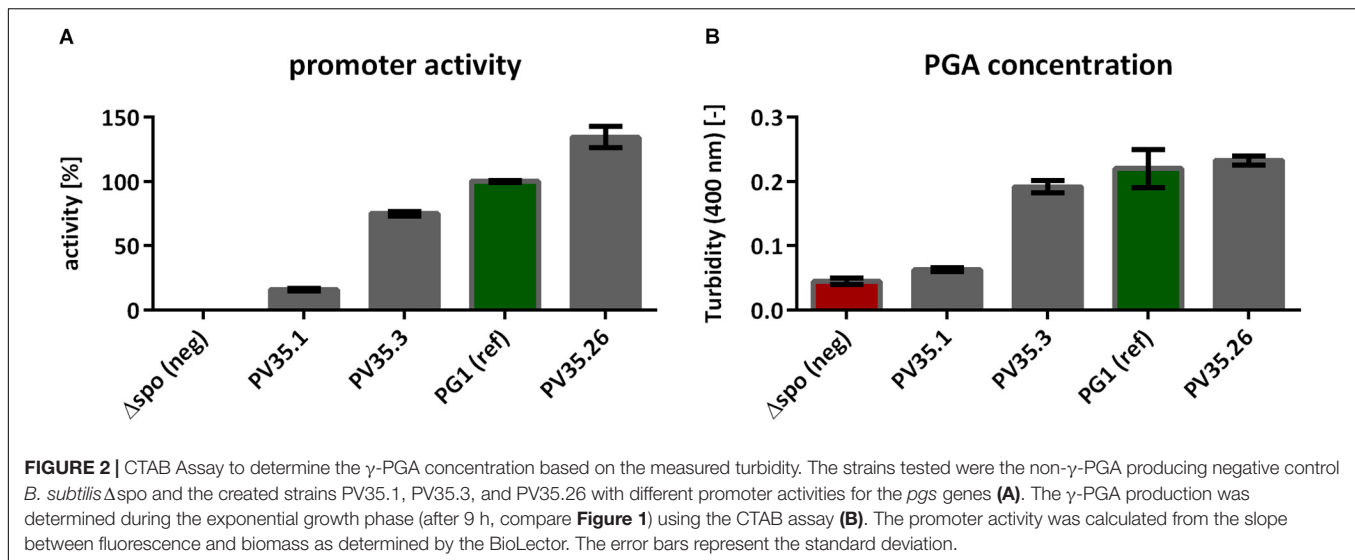 A
promoter activity
activity [%]
150
100
50
0
Δspo (neg)
PV35.1
PV35.3
PG1 (ref)
PV35.26
B
PGA concentration
Turbidity (400 nm) [-]
0.3
0.2
0.1
0.0
Δspo (neg)
PV35.1
PV35.3
PG1 (ref)
PV35.26
FIGURE 2 | CTAB Assay to determine the γ-PGA concentration based on the measured turbidity. The strains tested were the non-γ-PGA producing negative control
B. subtilis Δspo and the created strains PV35.1, PV35.3, and PV35.26 with different promoter activities for the pgs genes (A). The γ-PGA production was
determined during the exponential growth phase (after 9 h, compare Figure 1) using the CTAB assay (B). The promoter activity was calculated from the slope
between fluorescence and biomass as determined by the BioLector. The error bars represent the standard deviation.